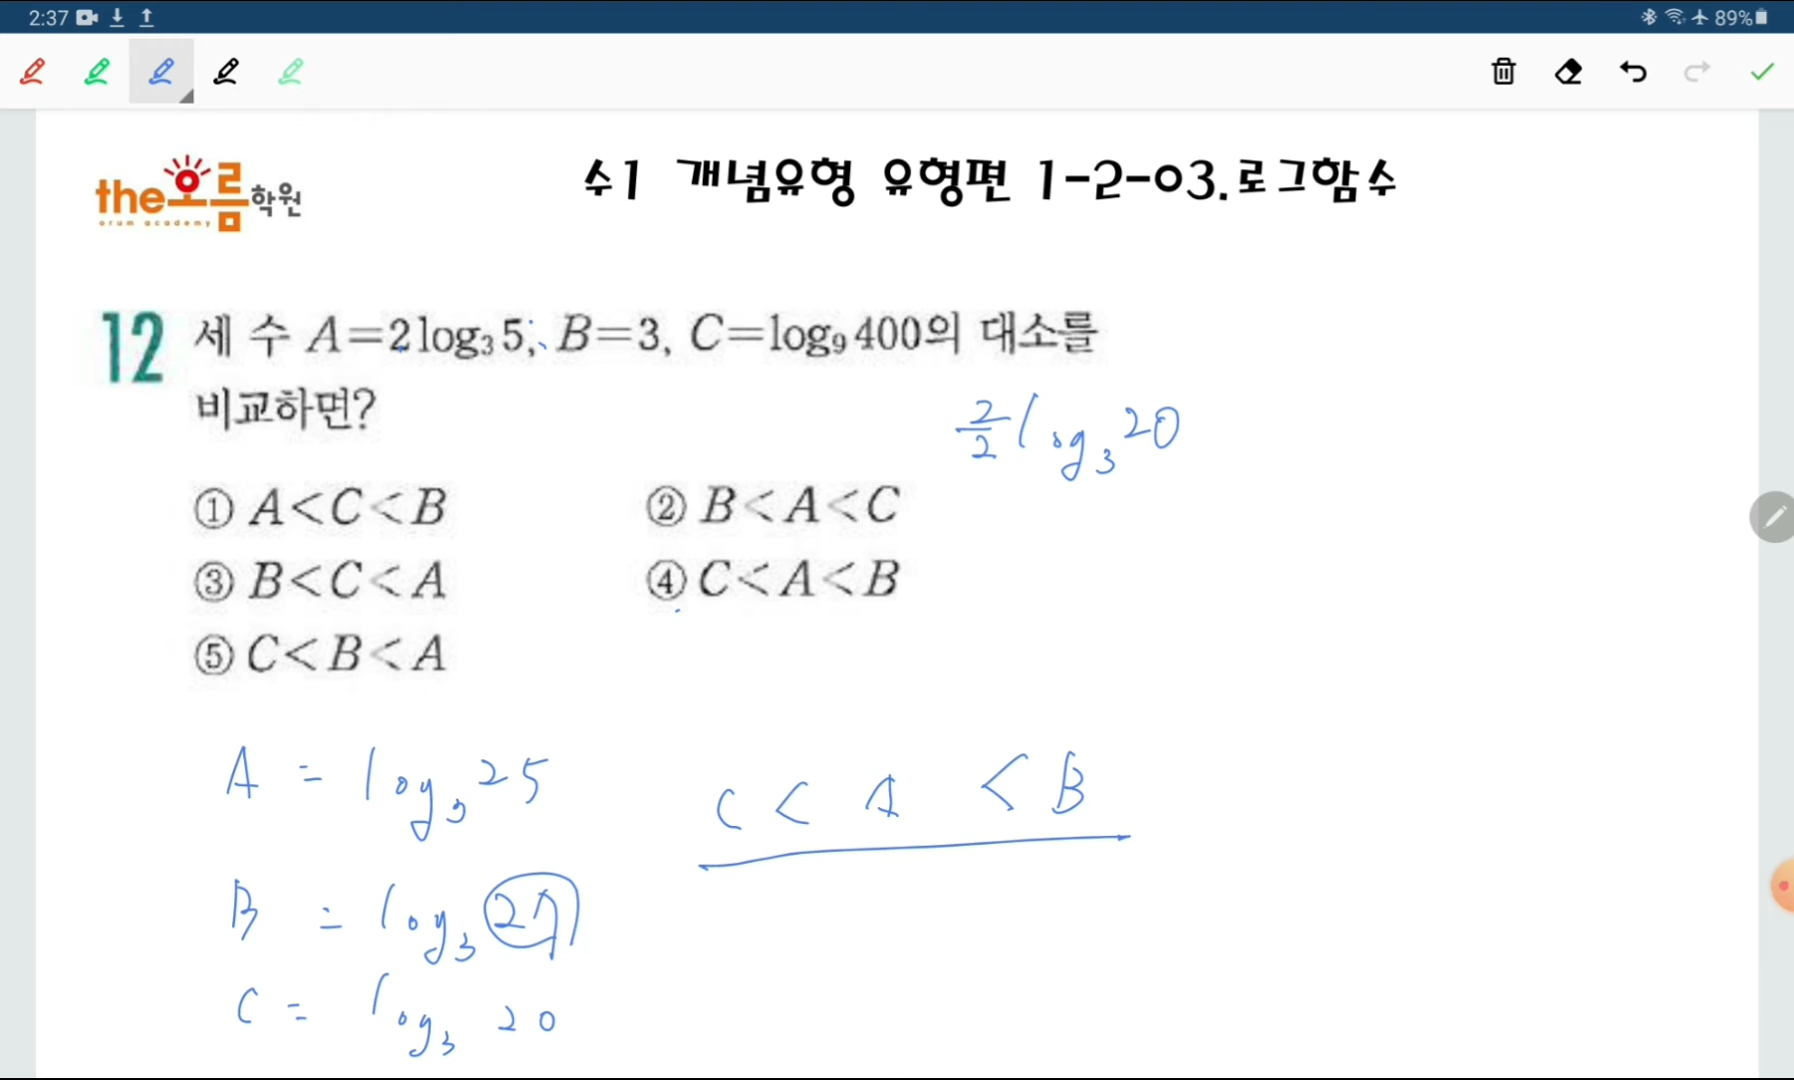 2:37 89%
the오름학원
orum academy
수1 개념유형 유형편 1-2-03.로그함수
12 세 수 A=2log₃5, B=3, C=log₉400의 대소를
비교하면?
2/2 log₃20
① A<C<B ② B<A<C
③ B<C<A ④ C<A<B
⑤ C<B<A
A = log₃25
C < A < B
B = log₃27
C = log₃20